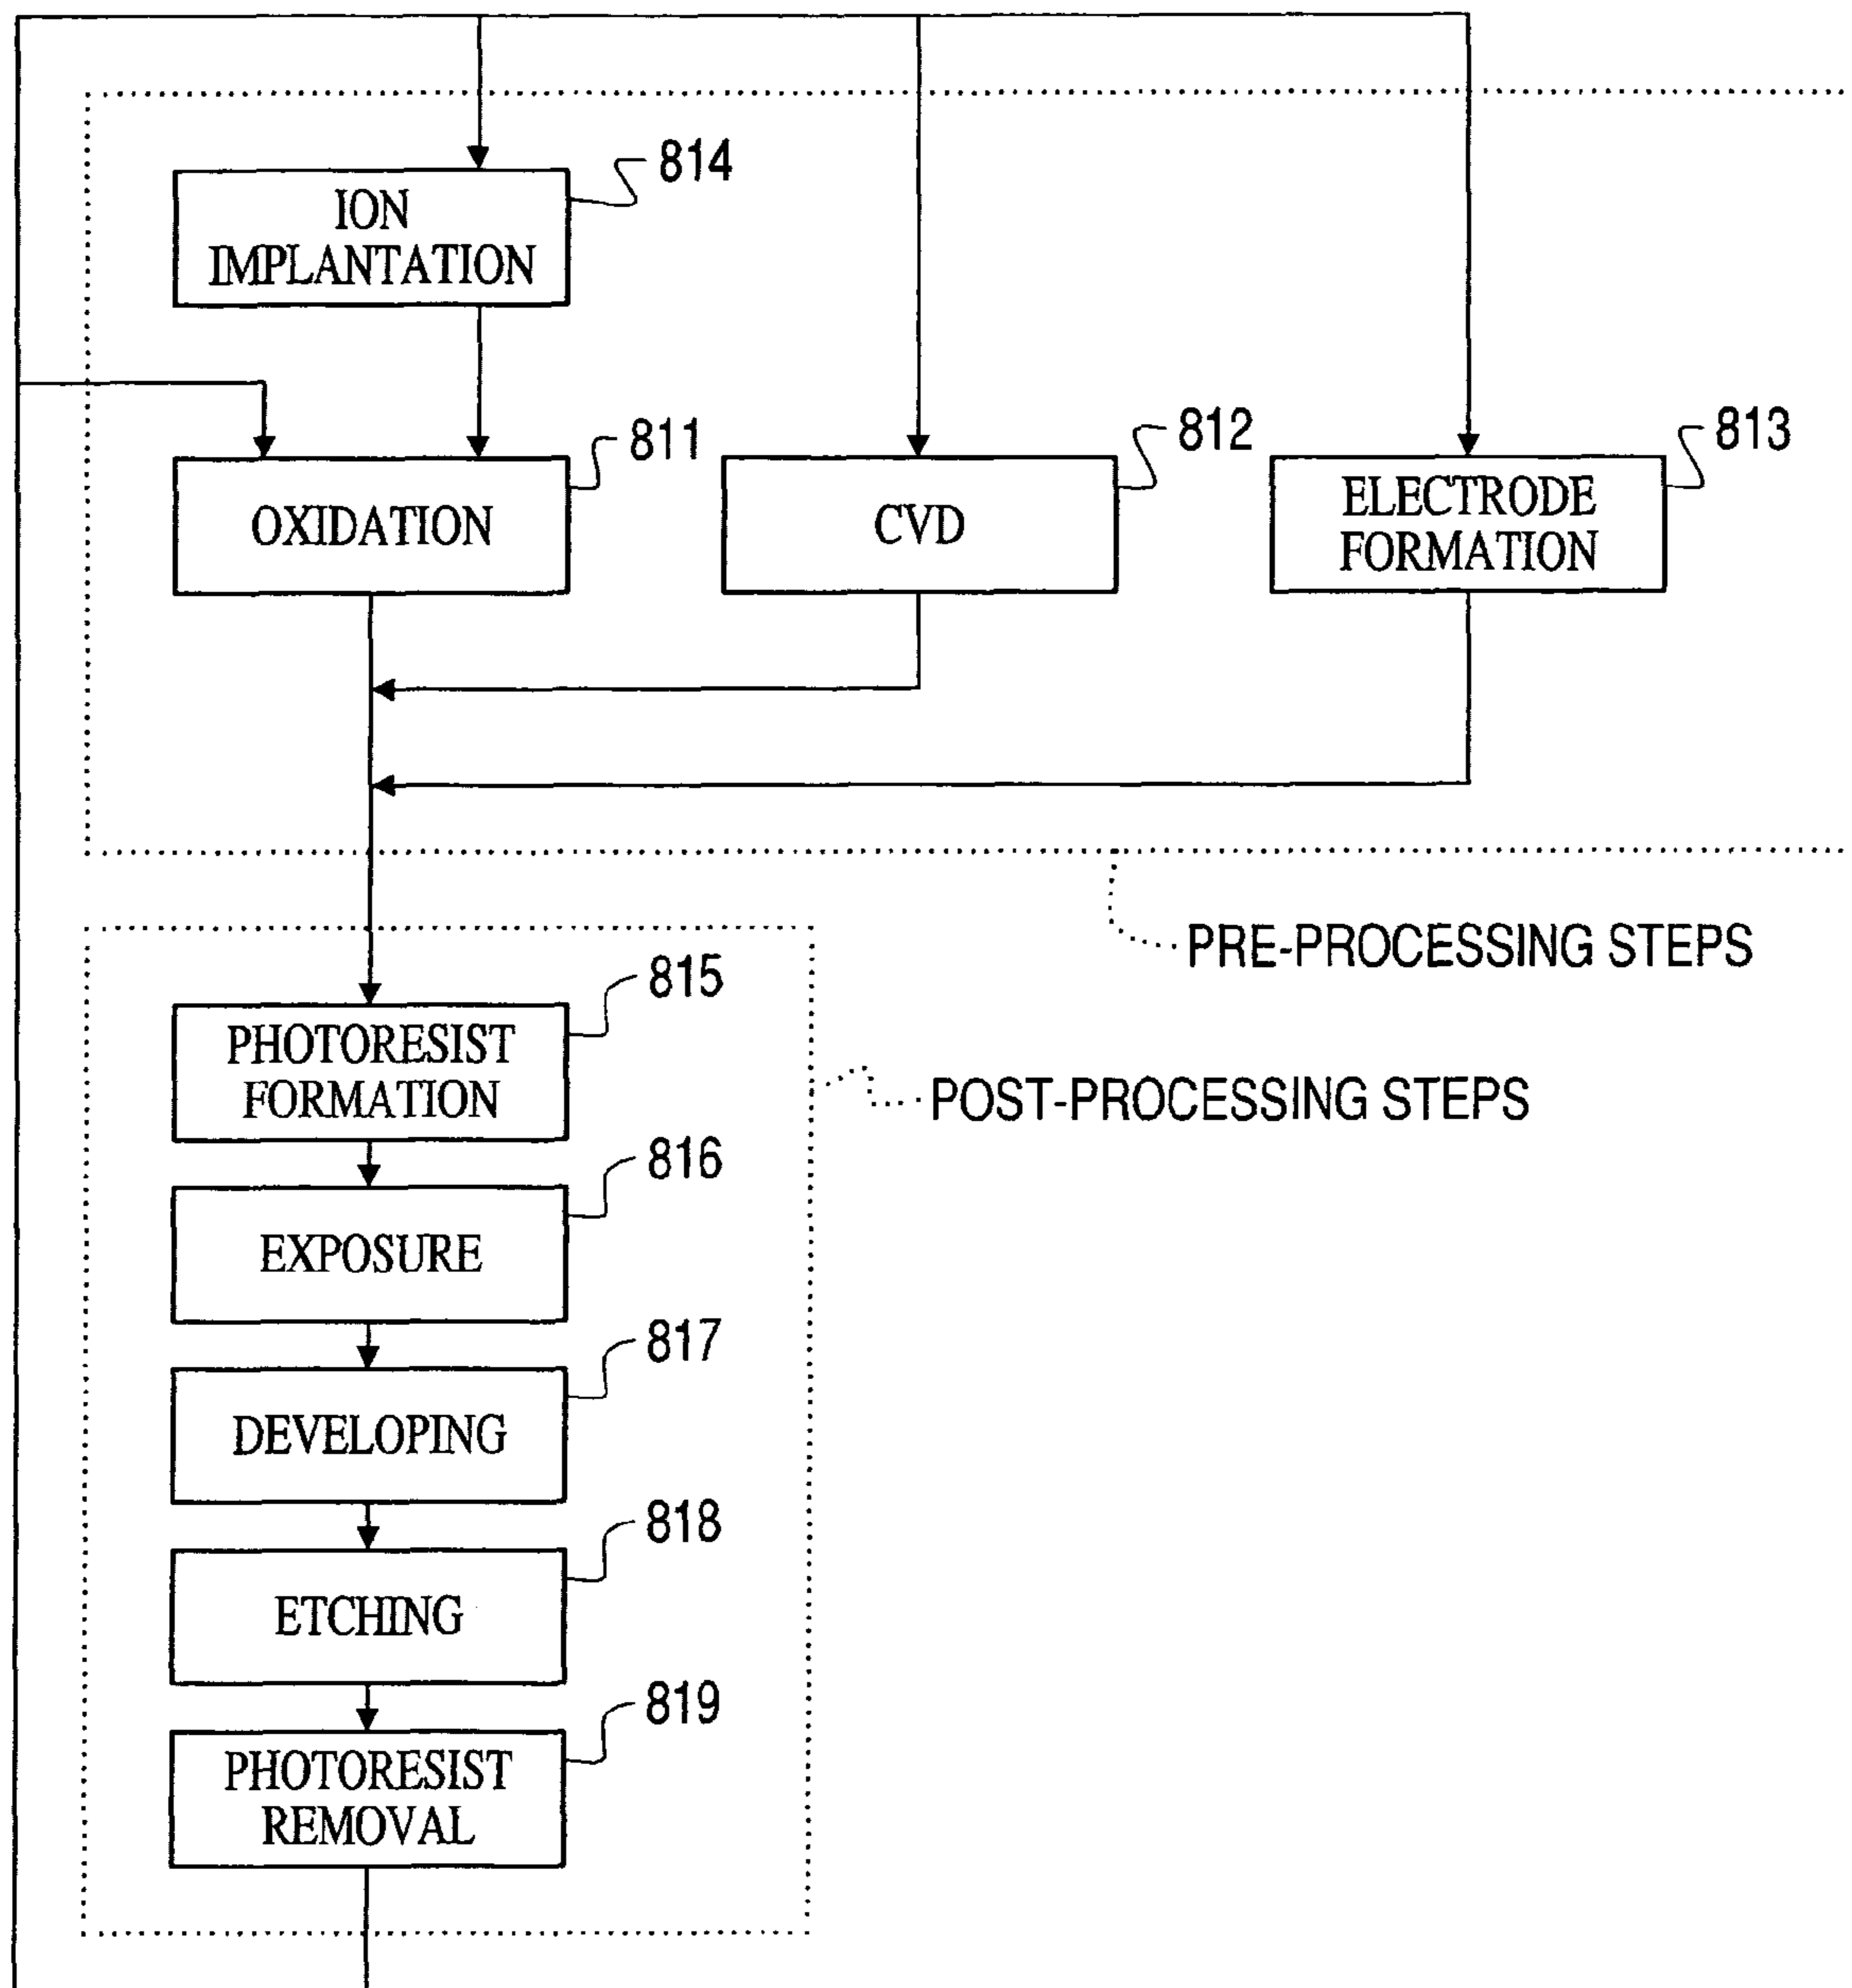 814
ION
IMPLANTATION
811
OXIDATION
812
CVD
813
ELECTRODE
FORMATION
PRE-PROCESSING STEPS
815
PHOTORESIST
FORMATION
POST-PROCESSING STEPS
816
EXPOSURE
817
DEVELOPING
818
ETCHING
819
PHOTORESIST
REMOVAL